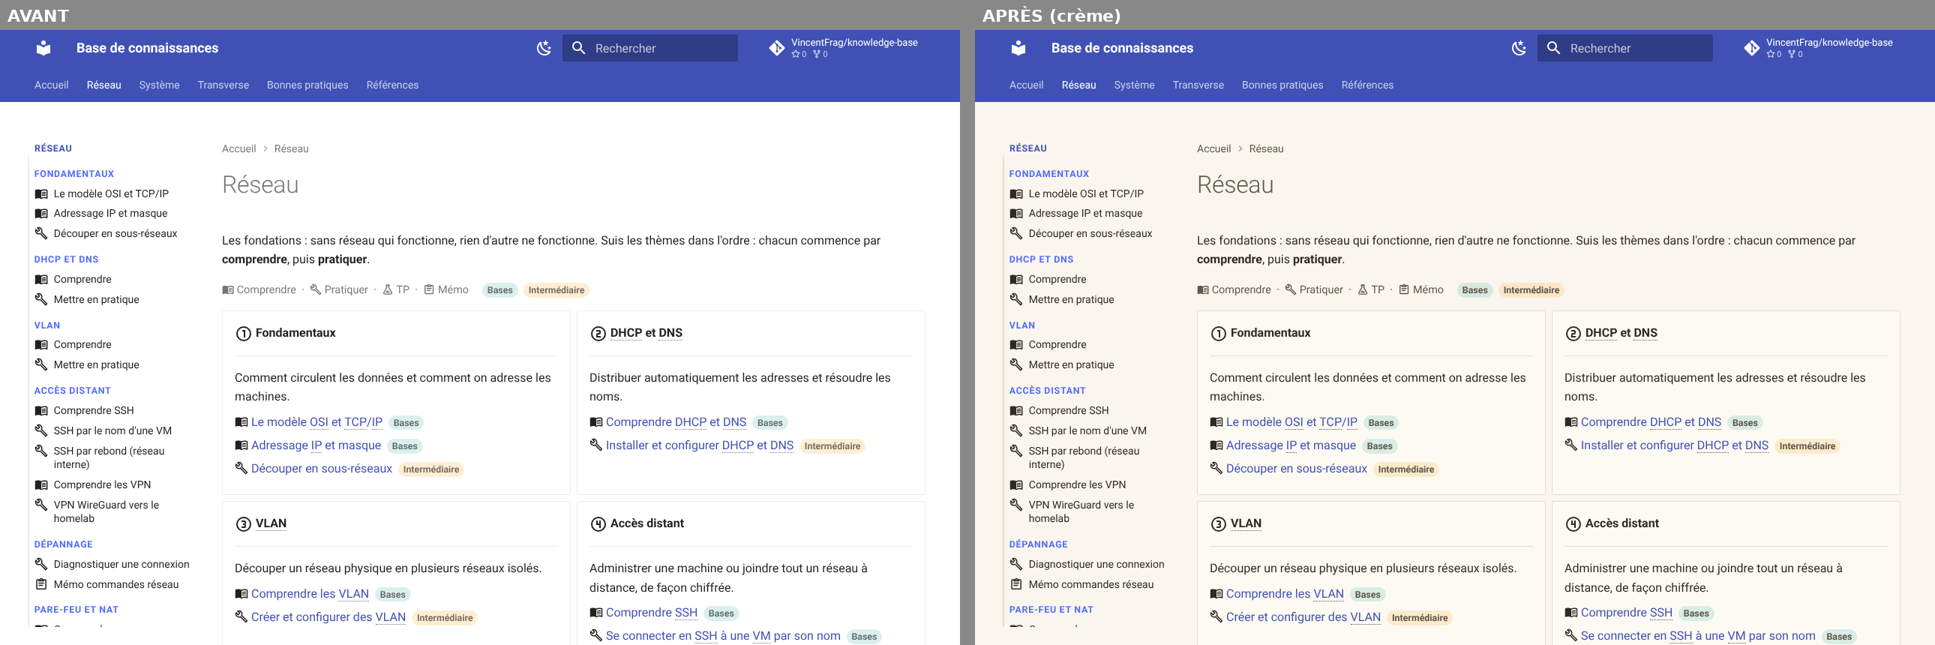 AVANT
Base de connaissances
Rechercher
VincentFrag/knowledge-base
0 0
Accueil Réseau Système Transverse Bonnes pratiques Références
RÉSEAU
FONDAMENTAUX
Le modèle OSI et TCP/IP
Adressage IP et masque
Découper en sous-réseaux
DHCP ET DNS
Comprendre
Mettre en pratique
VLAN
Comprendre
Mettre en pratique
ACCÈS DISTANT
Comprendre SSH
SSH par le nom d'une VM
SSH par rebond (réseau
interne)
Comprendre les VPN
VPN WireGuard vers le
homelab
DÉPANNAGE
Diagnostiquer une connexion
Mémo commandes réseau
PARE-FEU ET NAT
Accueil > Réseau
Réseau
Les fondations : sans réseau qui fonctionne, rien d'autre ne fonctionne. Suis les thèmes dans l'ordre : chacun commence par
comprendre, puis pratiquer.
Comprendre · Pratiquer · TP · Mémo Bases Intermédiaire
1 Fondamentaux
Comment circulent les données et comment on adresse les
machines.
Le modèle OSI et TCP/IP Bases
Adressage IP et masque Bases
Découper en sous-réseaux Intermédiaire
2 DHCP et DNS
Distribuer automatiquement les adresses et résoudre les
noms.
Comprendre DHCP et DNS Bases
Installer et configurer DHCP et DNS Intermédiaire
3 VLAN
Découper un réseau physique en plusieurs réseaux isolés.
Comprendre les VLAN Bases
Créer et configurer des VLAN Intermédiaire
4 Accès distant
Administrer une machine ou joindre tout un réseau à
distance, de façon chiffrée.
Comprendre SSH Bases
Se connecter en SSH à une VM par son nom Bases
APRÈS (crème)
Base de connaissances
Rechercher
VincentFrag/knowledge-base
0 0
Accueil Réseau Système Transverse Bonnes pratiques Références
RÉSEAU
FONDAMENTAUX
Le modèle OSI et TCP/IP
Adressage IP et masque
Découper en sous-réseaux
DHCP ET DNS
Comprendre
Mettre en pratique
VLAN
Comprendre
Mettre en pratique
ACCÈS DISTANT
Comprendre SSH
SSH par le nom d'une VM
SSH par rebond (réseau
interne)
Comprendre les VPN
VPN WireGuard vers le
homelab
DÉPANNAGE
Diagnostiquer une connexion
Mémo commandes réseau
PARE-FEU ET NAT
Accueil > Réseau
Réseau
Les fondations : sans réseau qui fonctionne, rien d'autre ne fonctionne. Suis les thèmes dans l'ordre : chacun commence par
comprendre, puis pratiquer.
Comprendre · Pratiquer · TP · Mémo Bases Intermédiaire
1 Fondamentaux
Comment circulent les données et comment on adresse les
machines.
Le modèle OSI et TCP/IP Bases
Adressage IP et masque Bases
Découper en sous-réseaux Intermédiaire
2 DHCP et DNS
Distribuer automatiquement les adresses et résoudre les
noms.
Comprendre DHCP et DNS Bases
Installer et configurer DHCP et DNS Intermédiaire
3 VLAN
Découper un réseau physique en plusieurs réseaux isolés.
Comprendre les VLAN Bases
Créer et configurer des VLAN Intermédiaire
4 Accès distant
Administrer une machine ou joindre tout un réseau à
distance, de façon chiffrée.
Comprendre SSH Bases
Se connecter en SSH à une VM par son nom Bases